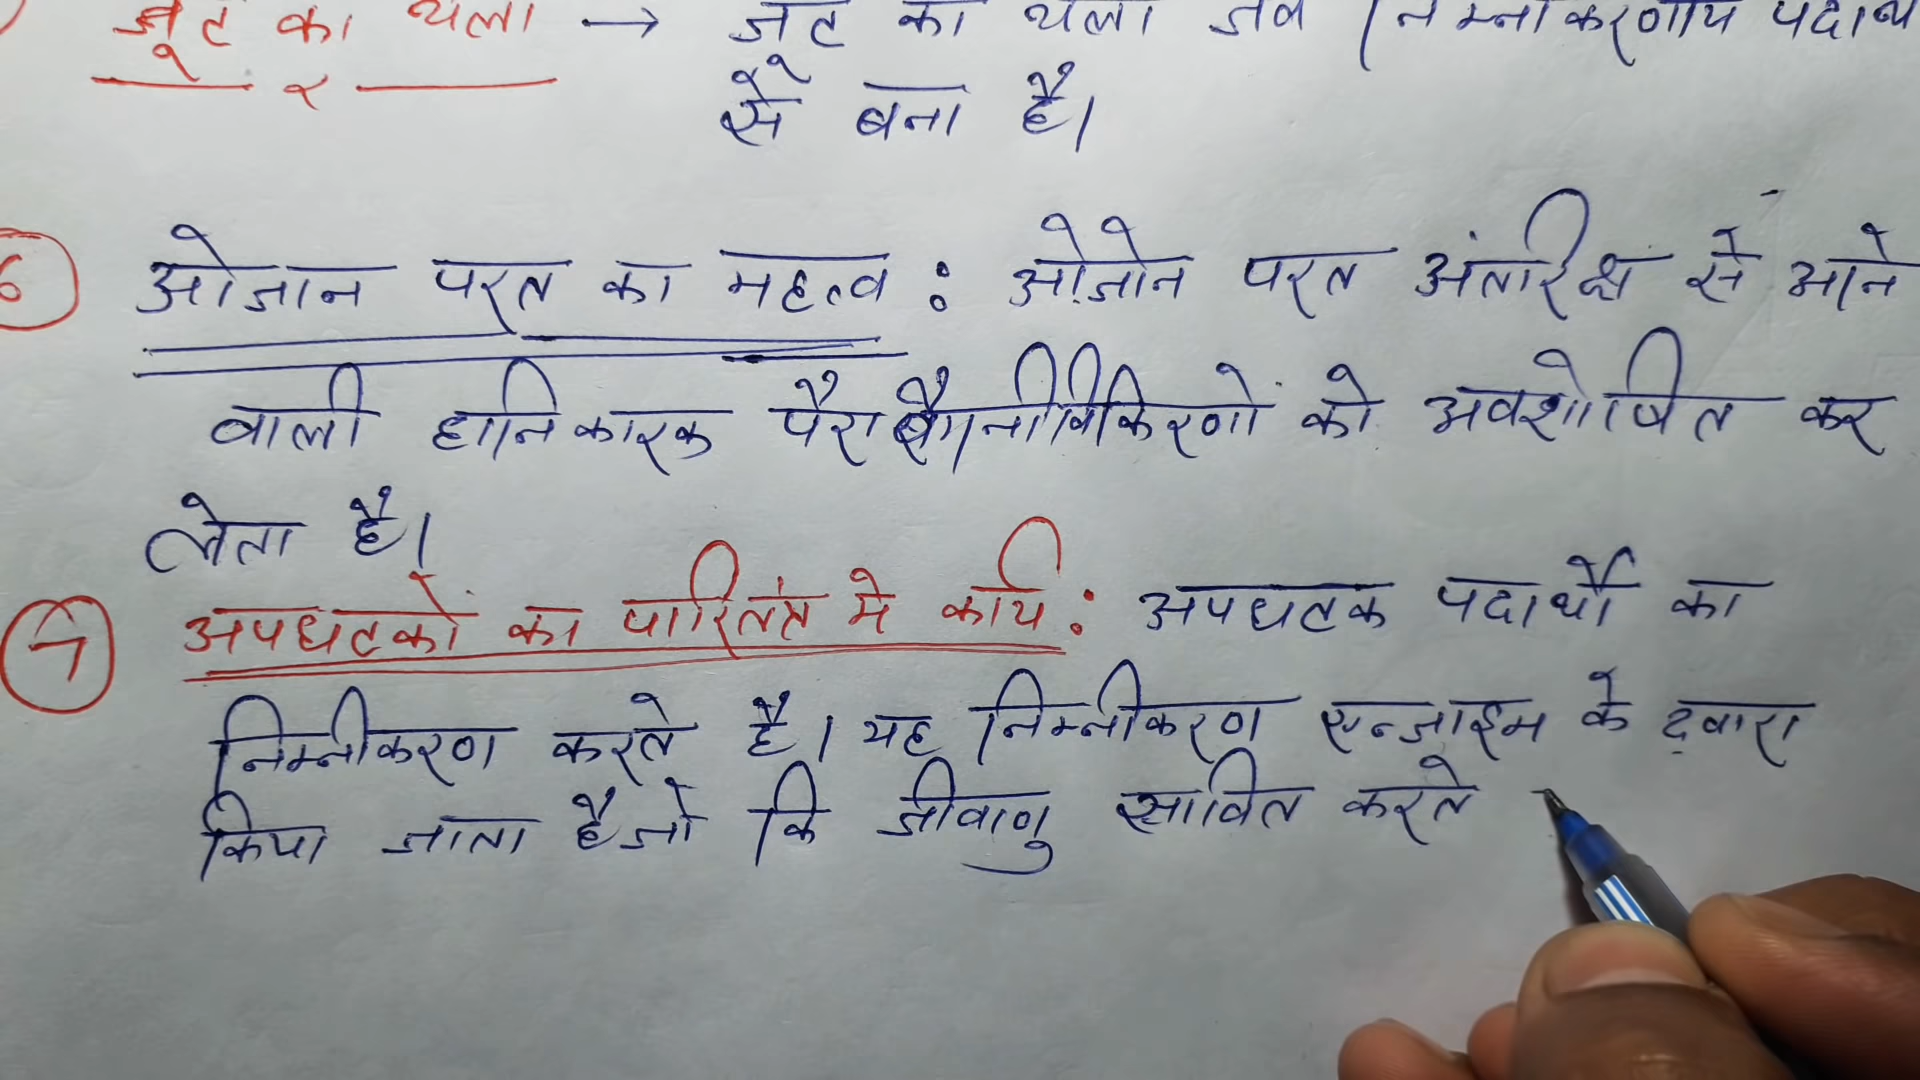 जूट का थैला → जूट का थैला जैव निम्नीकरणीय पदार्थ
से बना है।
6 ओजोन परत का महत्व : ओजोन परत अंतरिक्ष से आने
वाली हानिकारक पैराबैंगनी विकिरणों को अवशोषित कर
लेता है।
7 अपघटकों का पारितंत्र मे कार्य : अपघटक पदार्थों का
निम्नीकरण करते है। यह निम्नीकरण एन्जाइम के द्वारा
किया जाता है जो कि जीवाणु स्रावित करते